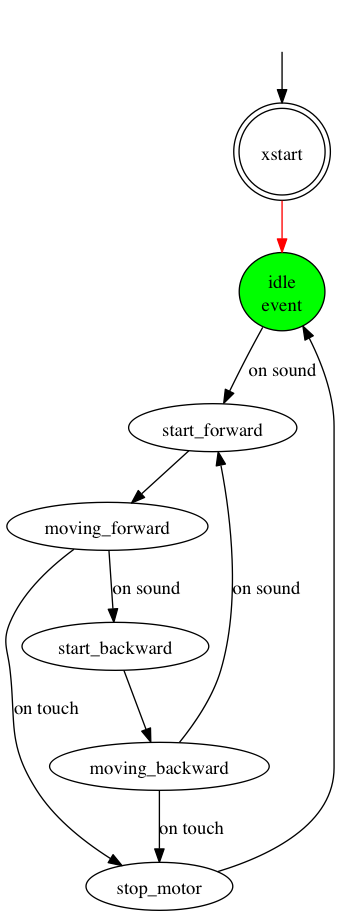 xstart
idle
event
on sound
start_forward
moving_forward
on sound
on sound
start_backward
on touch
moving_backward
on touch
stop_motor